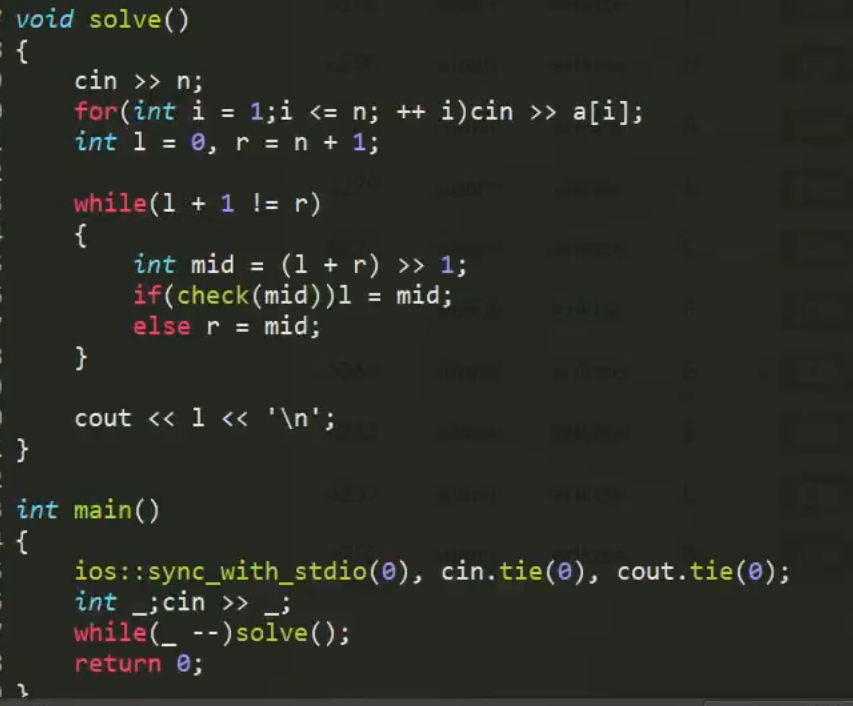 void solve()
{
cin >> n;
for(int i = 1;i <= n; ++ i)cin >> a[i];
int l = 0, r = n + 1;
while(l + 1 != r)
{
int mid = (l + r) >> 1;
if(check(mid))l = mid;
else r = mid;
}
cout << l << '\n';
}
int main()
{
ios::sync_with_stdio(0), cin.tie(0), cout.tie(0);
int _;cin >> _;
while(_ --)solve();
return 0;
}